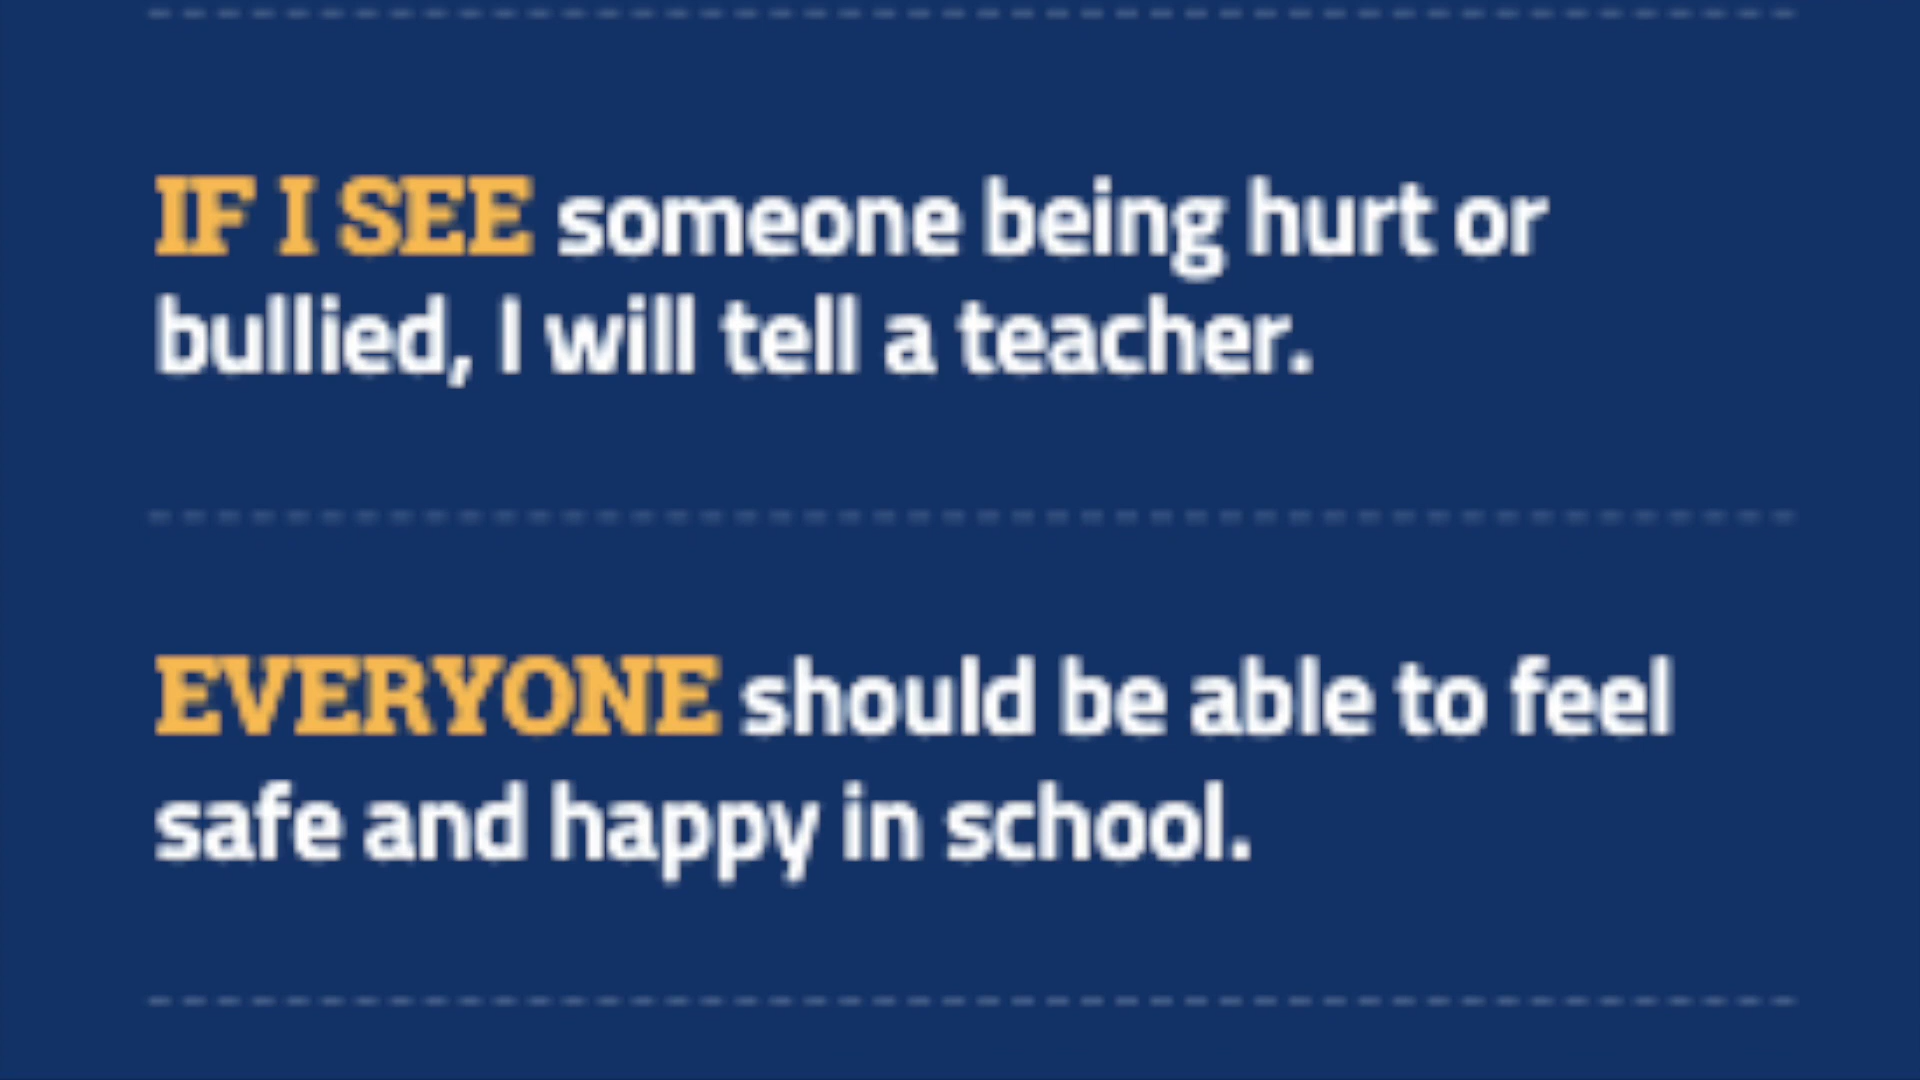 IF I SEE someone being hurt or
bullied, I will tell a teacher.
EVERYONE should be able to feel
safe and happy in school.